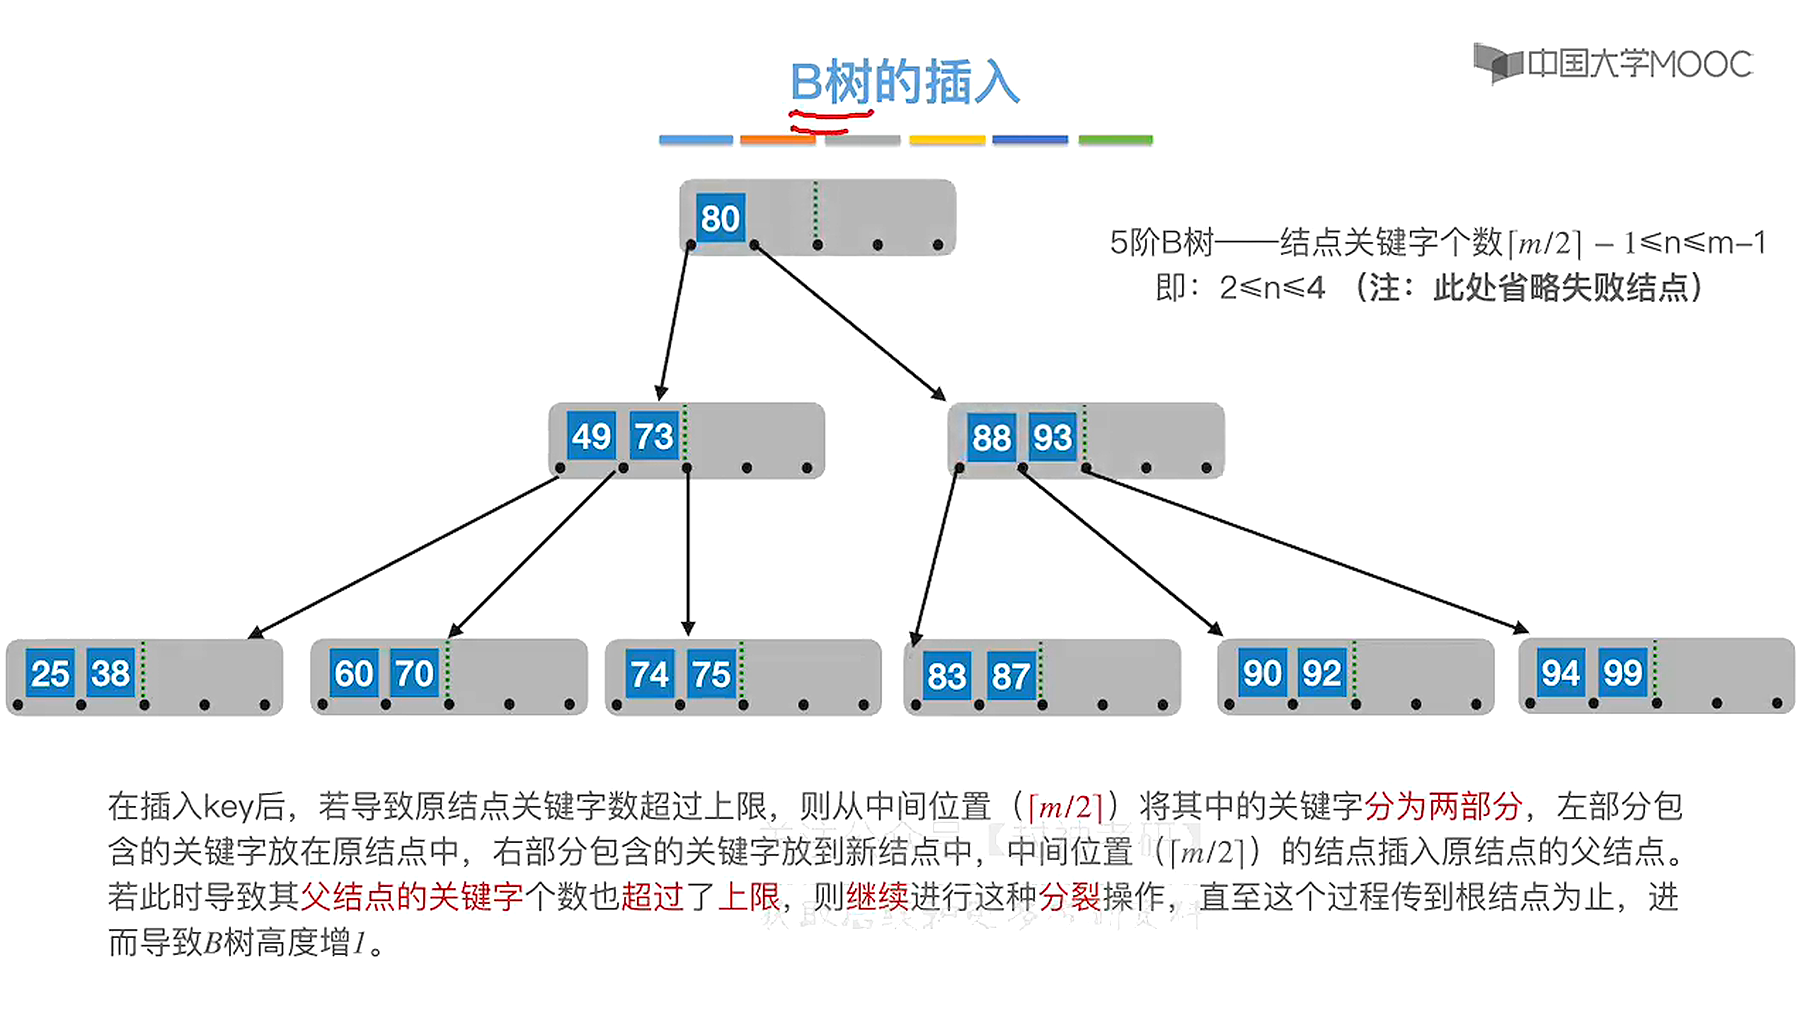 中国大学MOOC
B树的插入
80
5阶B树——结点关键字个数⌈m/2⌉ – 1≤n≤m–1
即：2≤n≤4 （注：此处省略失败结点）
49 73
88 93
25 38
60 70
74 75
83 87
90 92
94 99
在插入key后，若导致原结点关键字数超过上限，则从中间位置（⌈m/2⌉）将其中的关键字分为两部分，左部分包
含的关键字放在原结点中，右部分包含的关键字放到新结点中，中间位置（⌈m/2⌉）的结点插入原结点的父结点。
若此时导致其父结点的关键字个数也超过了上限，则继续进行这种分裂操作，直至这个过程传到根结点为止，进
而导致B树高度增1。